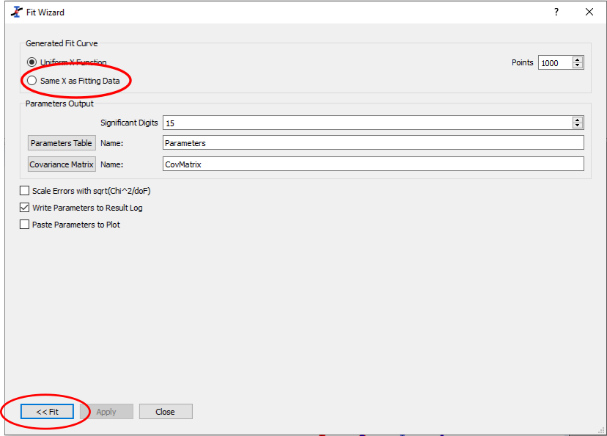 Fit Wizard
?
Generated Fit Curve
Uniform X Function
Points 1000
Same X as Fitting Data
Parameters Output
Significant Digits 15
Parameters Table Name: Parameters
Covariance Matrix Name: CovMatrix
Scale Errors with sqrt(Chi^2/doF)
Write Parameters to Result Log
Paste Parameters to Plot
<< Fit Apply Close